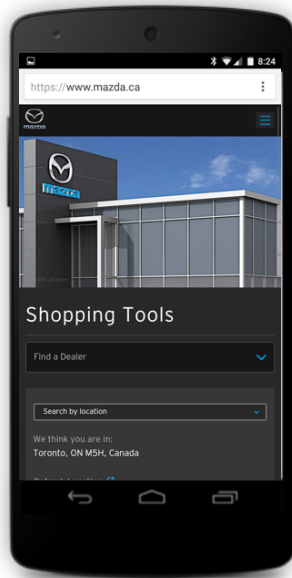 8:24
https://www.mazda.ca
mazda
mazda
Shopping Tools
Find a Dealer
Search by location
We think you are in:
Toronto, ON M5H, Canada